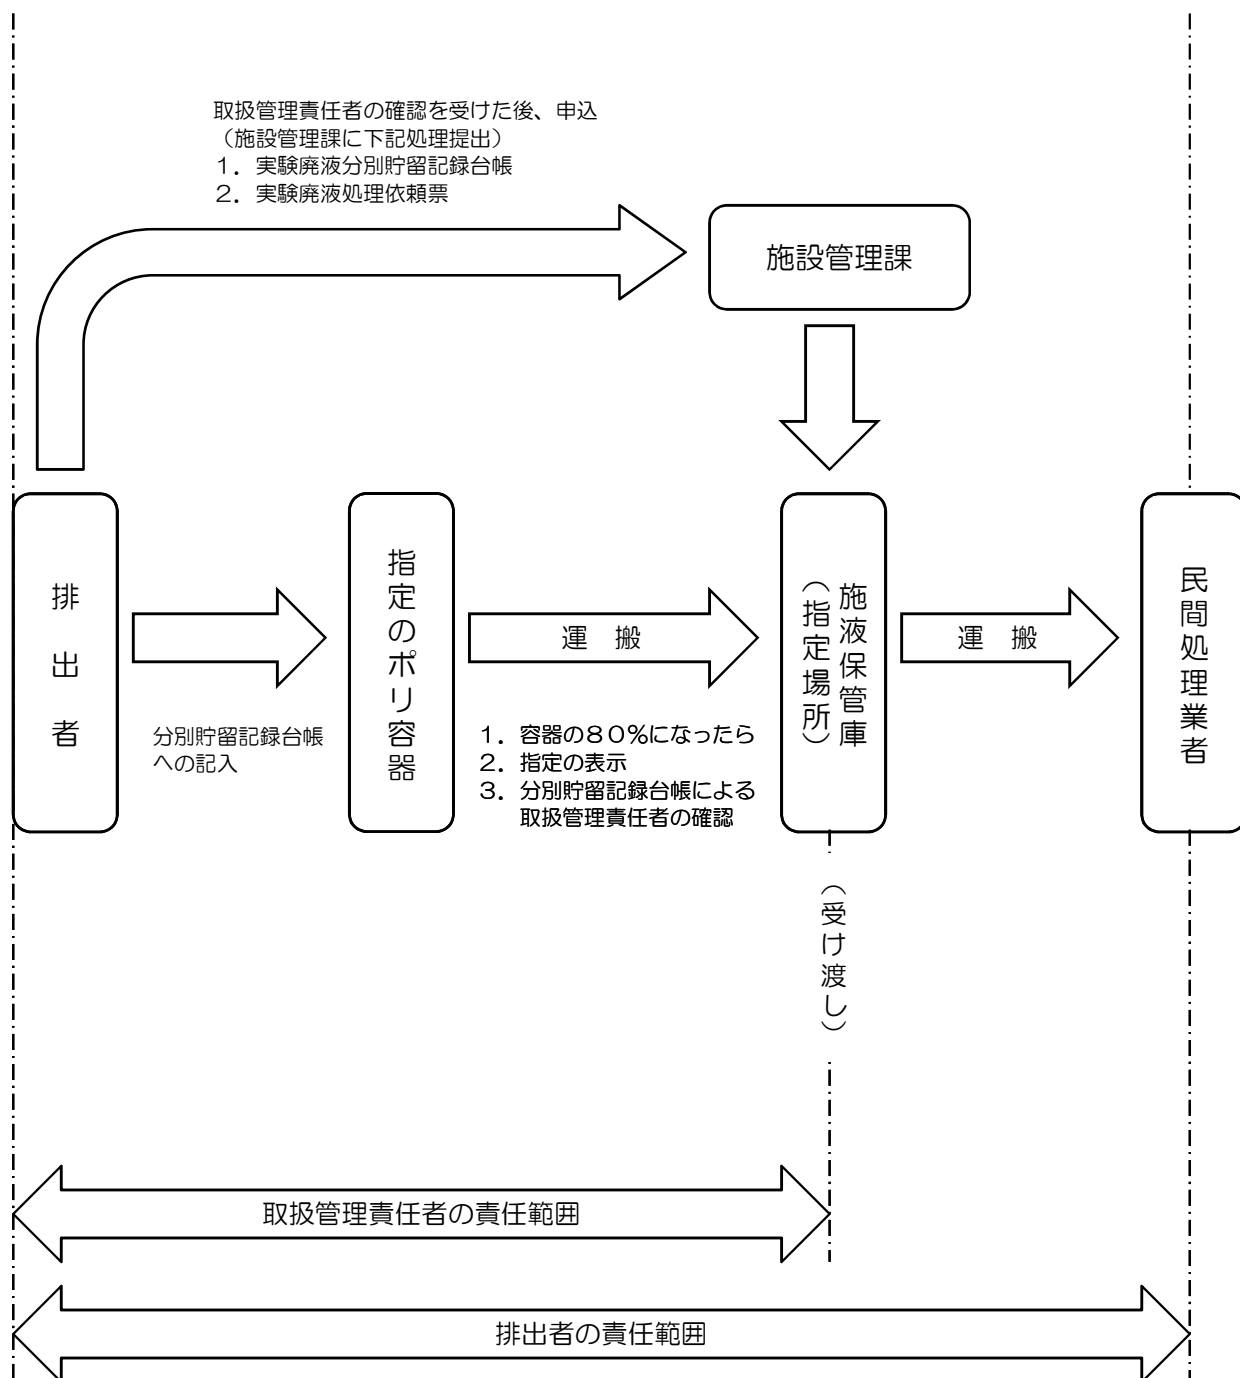 取扱管理責任者の確認を受けた後、申込
（施設管理課に下記処理提出）
１．実験廃液分別貯留記録台帳
２．実験廃液処理依頼票
施設管理課
排出者
分別貯留記録台帳
への記入
指定のポリ容器
運　搬
１．容器の８０％になったら
２．指定の表示
３．分別貯留記録台帳による
取扱管理責任者の確認
施液保管庫
（指定場所）
運　搬
民間処理業者
（受け渡し）
取扱管理責任者の責任範囲
排出者の責任範囲